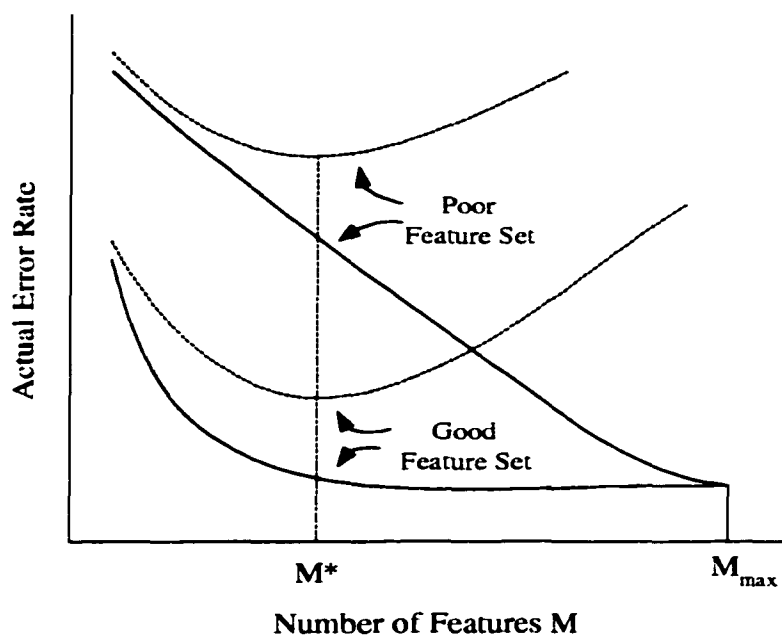 Actual Error Rate
Poor
Feature Set
Good
Feature Set
M*
M_max
Number of Features M